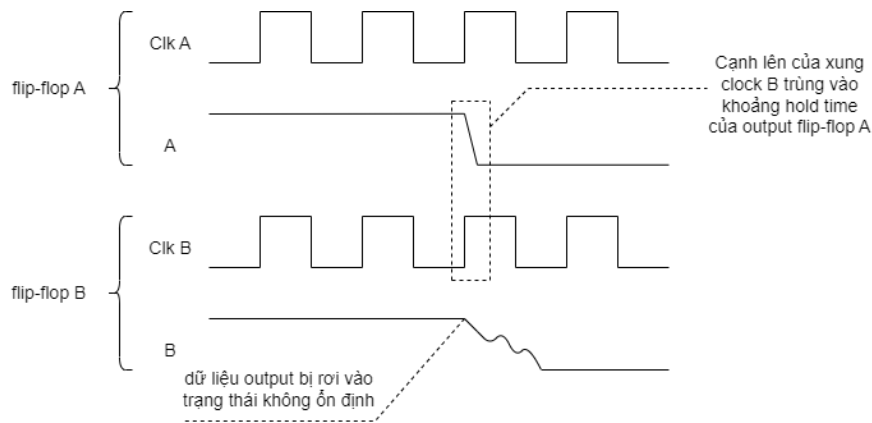 Clk A
flip-flop A
A
Cạnh lên của xung
clock B trùng vào
khoảng hold time
của output flip-flop A
Clk B
flip-flop B
B
dữ liệu output bị rơi vào
trạng thái không ổn định